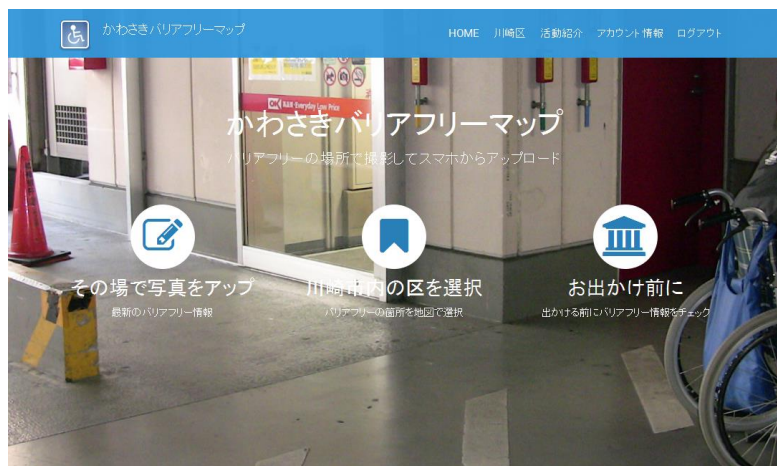 かわさきバリアフリーマップ
HOME 川崎区 活動紹介 アカウント情報 ログアウト
OK Everyday Low Price
かわさきバリアフリーマップ
バリアフリーの場所で撮影してスマホからアップロード
その場で写真をアップ
最新のバリアフリー情報
川崎市内の区を選択
バリアフリーの箇所を地図で選択
お出かけ前に
出かける前にバリアフリー情報をチェック